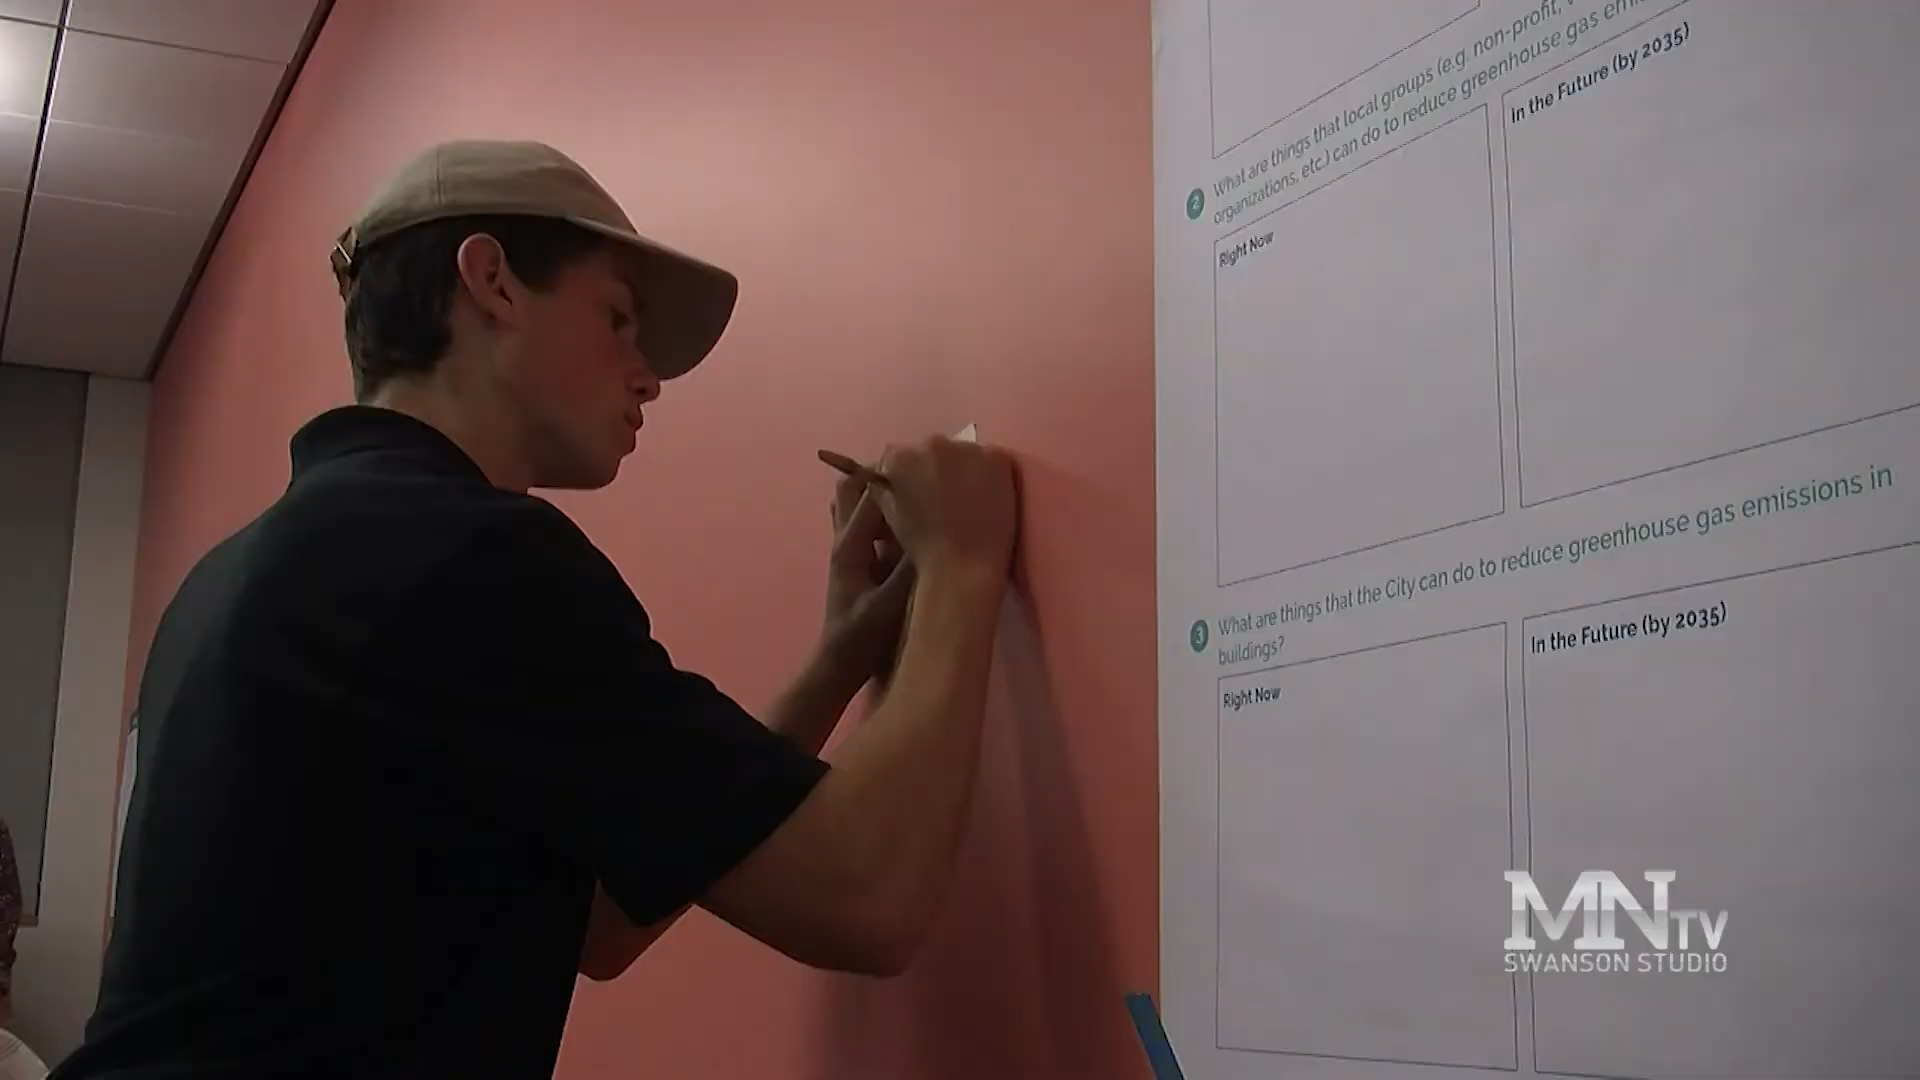 2 What are things that local groups (e.g. non-profit,
organizations, etc.) can do to reduce greenhouse gas
Right Now
In the Future (by 2035)
3 What are things that the City can do to reduce greenhouse gas emissions in
buildings?
Right Now
In the Future (by 2035)
MNTV
SWANSON STUDIO